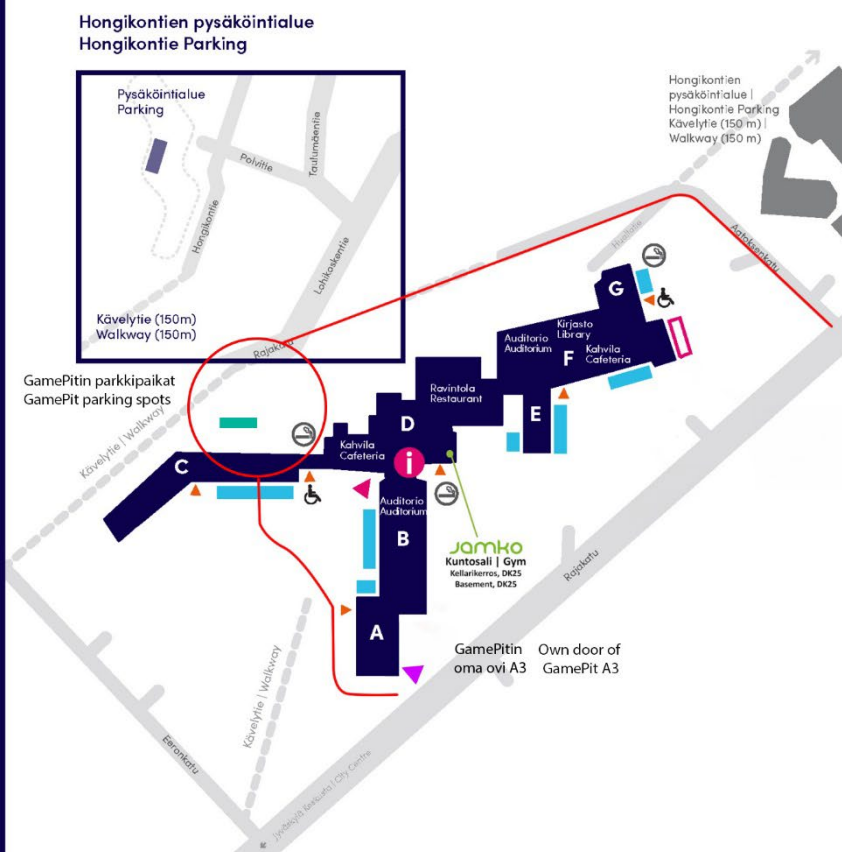 Hongikontien pysäköintialue
Hongikontie Parking
Pysäköintialue
Parking
Polvitie
Taulumäentie
Hongikontie
Lohikoskentie
Kävelytie (150m)
Walkway (150m)
Hongikontien
pysäköintialue |
Hongikontie Parking
Kävelytie (150 m) |
Walkway (150 m)
Huoltotie
Aatoksenkatu
Rajakatu
GamePitin parkkipaikat
GamePit parking spots
Kävelytie | Walkway
G
Kirjasto
Library
Auditorio
Auditorium
F
Kahvila
Cafeteria
Ravintola
Restaurant
E
D
Kahvila
Cafeteria
i
C
Auditorio
Auditorium
B
JAMKO
Kuntosali | Gym
Kellarikerros, DK25
Basement, DK25
Rajakatu
A
GamePitin
oma ovi A3
Own door of
GamePit A3
Kävelytie | Walkway
Eeronkatu
Jyväskylä Keskusta | City Centre